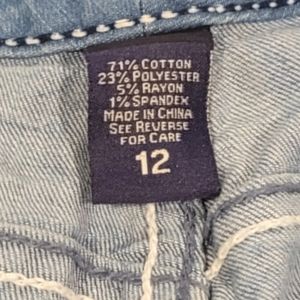 71% COTTON
23% POLYESTER
5% RAYON
1% SPANDEX
MADE IN CHINA
SEE REVERSE
FOR CARE
12